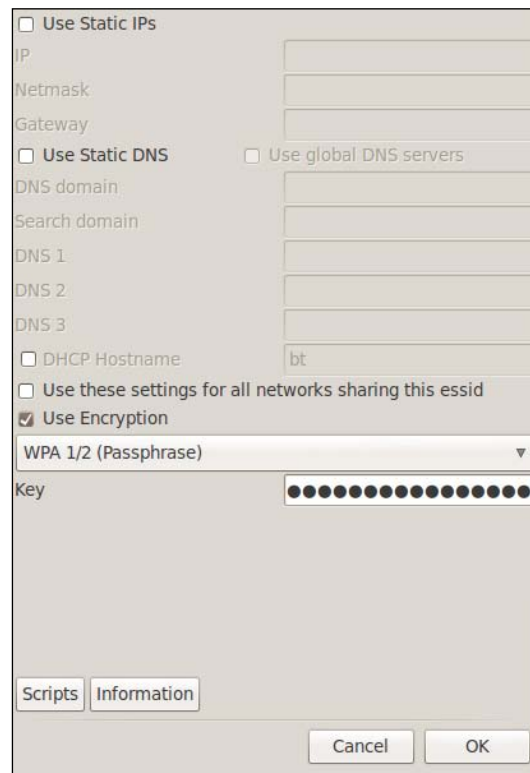 Use Static IPs
IP
Netmask
Gateway
Use Static DNS Use global DNS servers
DNS domain
Search domain
DNS 1
DNS 2
DNS 3
DHCP Hostname bt
Use these settings for all networks sharing this essid
Use Encryption
WPA 1/2 (Passphrase)
Key ●●●●●●●●●●●●●●●●
Scripts Information
Cancel OK